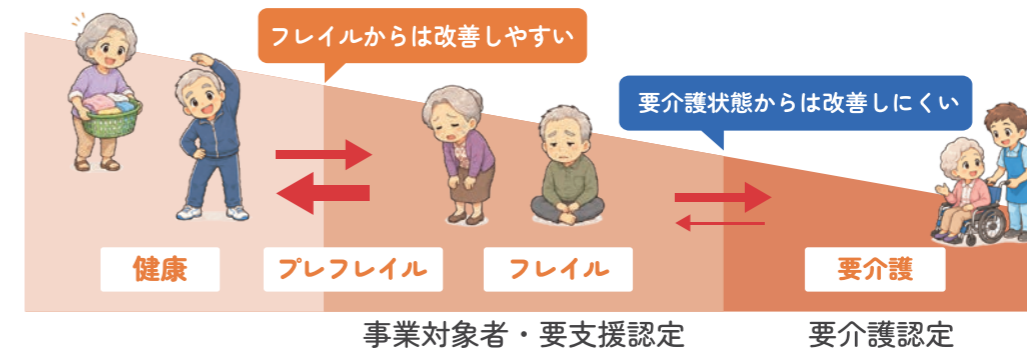 フレイルからは改善しやすい
要介護状態からは改善しにくい
健康
プレフレイル
フレイル
要介護
事業対象者・要支援認定
要介護認定